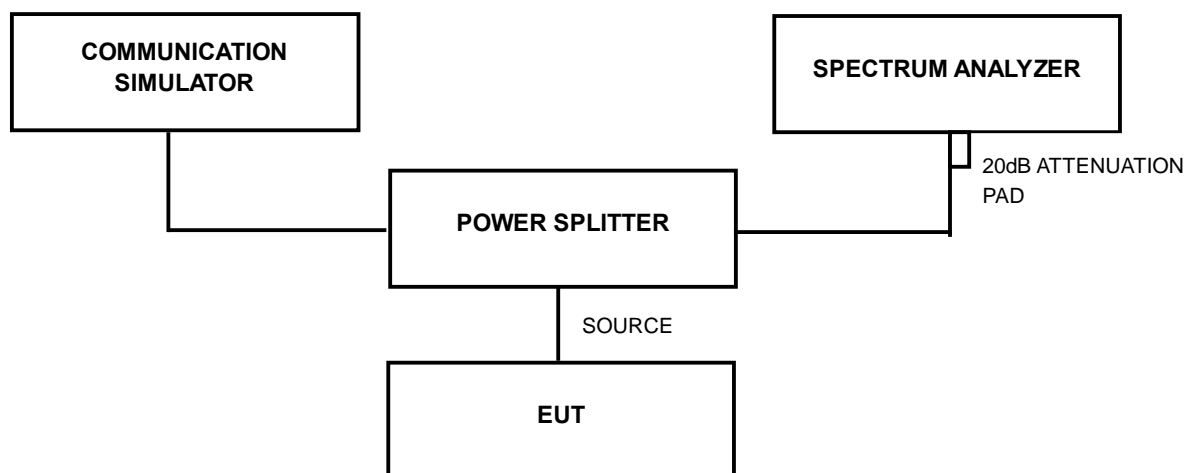 COMMUNICATION
SIMULATOR
SPECTRUM ANALYZER
20dB ATTENUATION
PAD
POWER SPLITTER
SOURCE
EUT